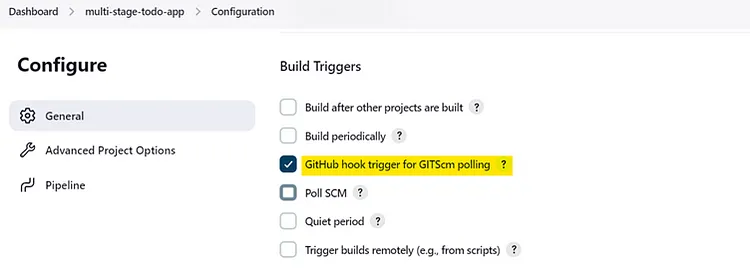 Dashboard > multi-stage-todo-app > Configuration
Configure
General
Advanced Project Options
Pipeline
Build Triggers
Build after other projects are built ?
Build periodically ?
GitHub hook trigger for GITScm polling ?
Poll SCM ?
Quiet period ?
Trigger builds remotely (e.g., from scripts) ?